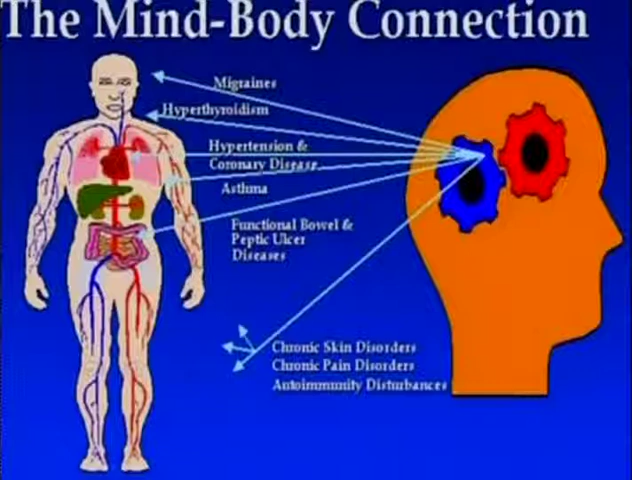 The Mind-Body Connection
Migraines
Hyperthyroidism
Hypertension &
Coronary Disease
Asthma
Functional Bowel &
Peptic Ulcer
Diseases
Chronic Skin Disorders
Chronic Pain Disorders
Autoimmunity Disturbances